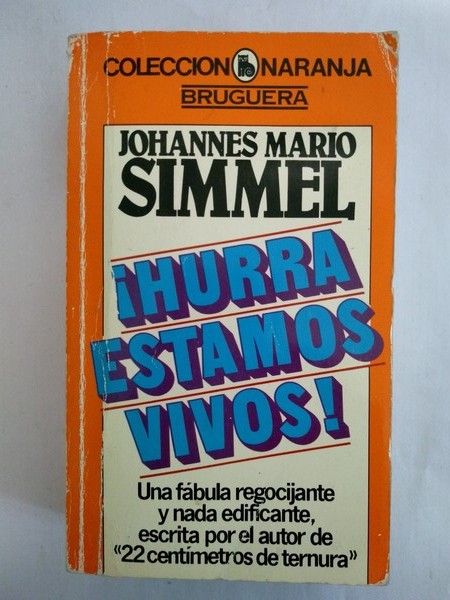 COLECCION NARANJA
BRUGUERA
JOHANNES MARIO
SIMMEL
¡HURRA
ESTAMOS
VIVOS!
Una fábula regocijante
y nada edificante,
escrita por el autor de
«22 centímetros de ternura»